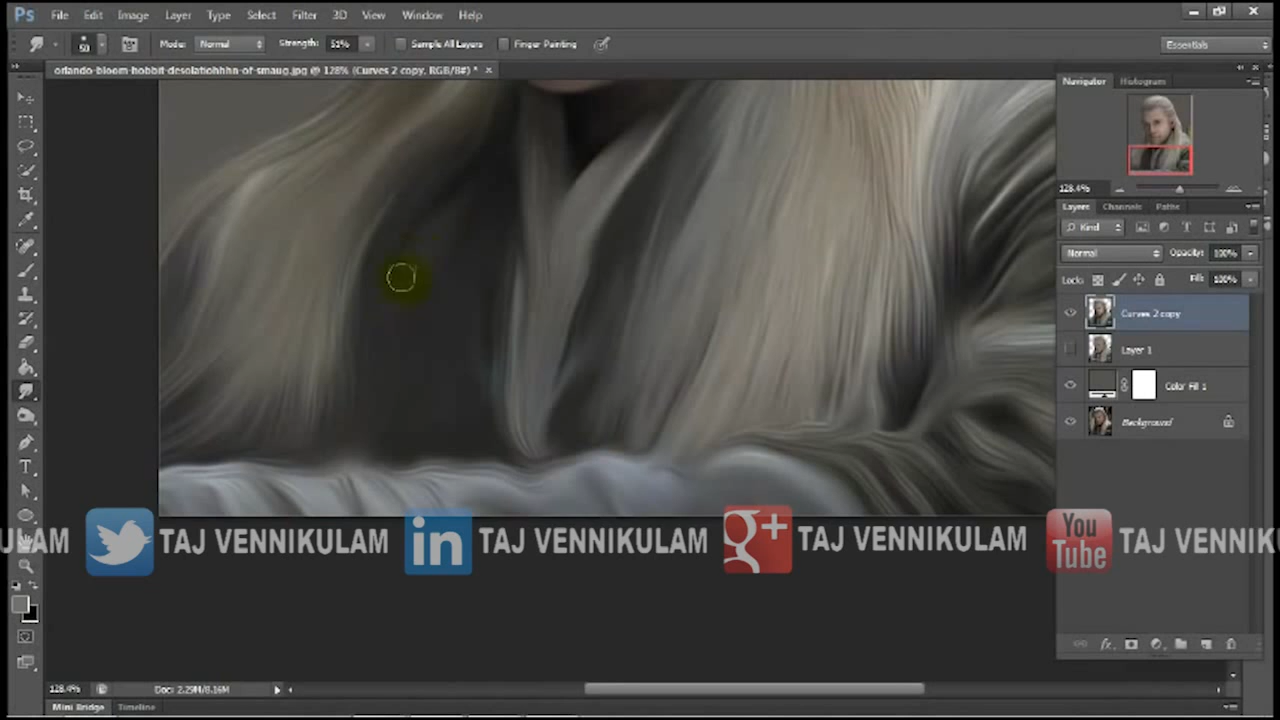 Ps File Edit Image Layer Type Select Filter 3D View Window Help
50 Mode: Normal Strength: 51% Sample All Layers Finger Painting Essentials
orlando-bloom-hobbit-desolatiohhhn-of-smaug.jpg @ 128% (Curves 2 copy, RGB/8#) * ×
Navigator Histogram
128.4%
Layers Channels Paths
Kind
Normal Opacity: 100%
Lock: Fill: 100%
Curves 2 copy
Layer 1
Color Fill 1
Background
ULAM TAJ VENNIKULAM in TAJ VENNIKULAM g+ TAJ VENNIKULAM You Tube TAJ VENNIK
128.4% Doc: 2.29M/8.16M
Mini Bridge Timeline